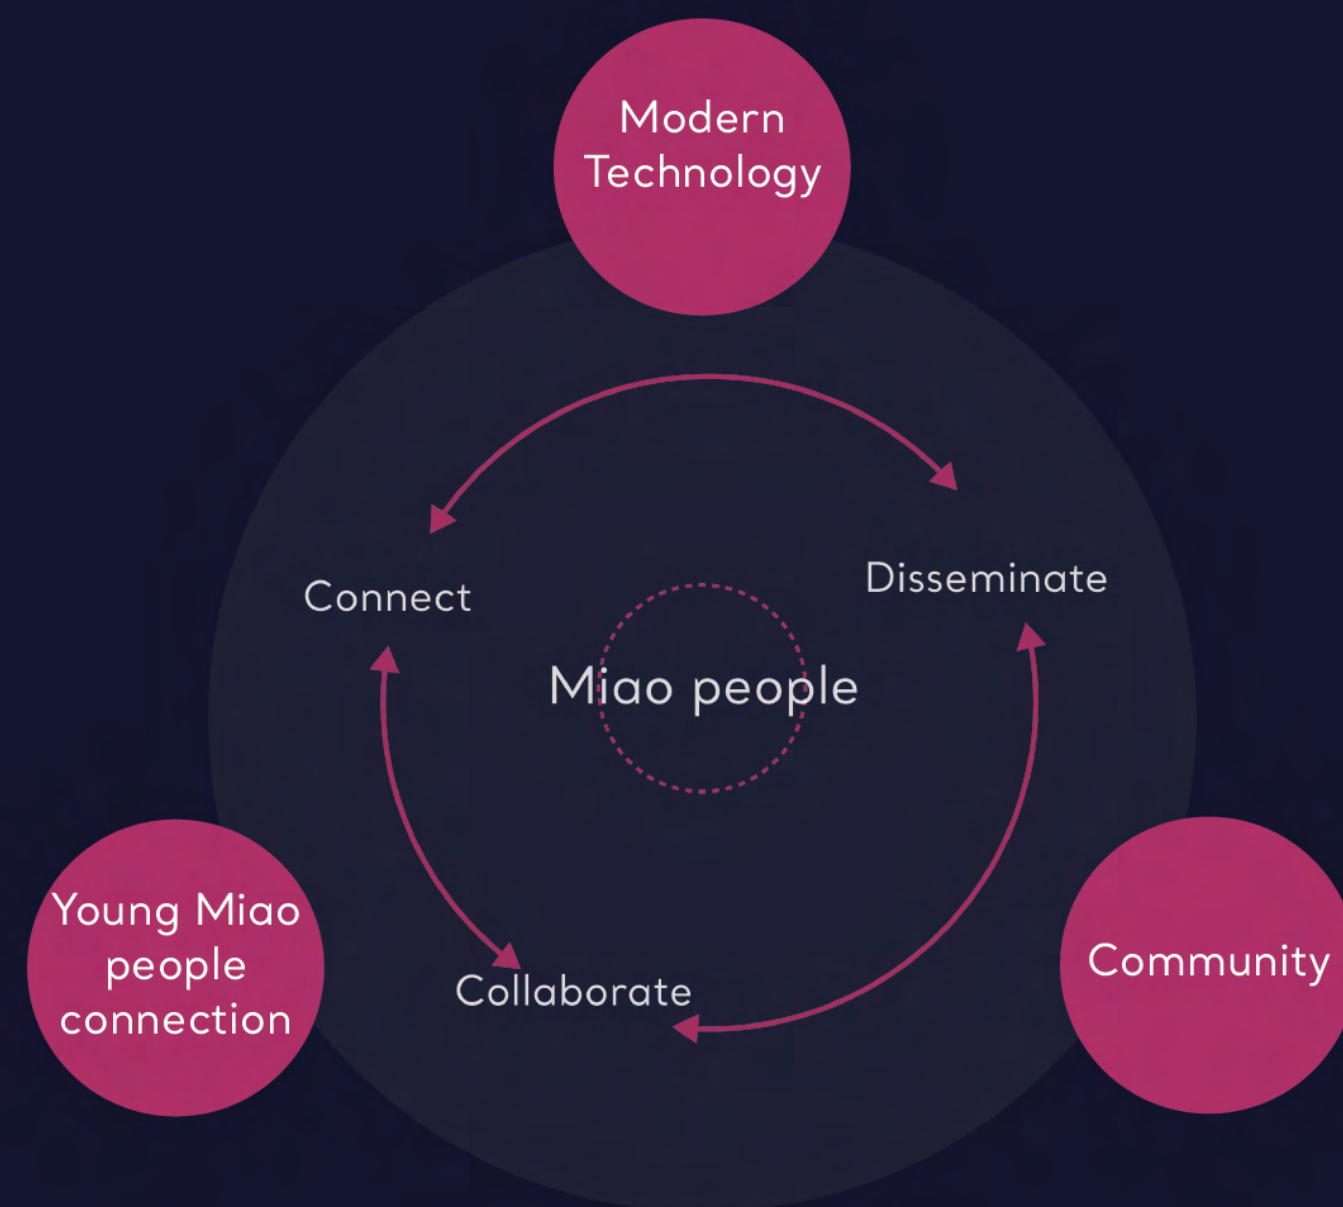 Modern
Technology
Connect
Disseminate
Miao people
Young Miao
people
connection
Community
Collaborate